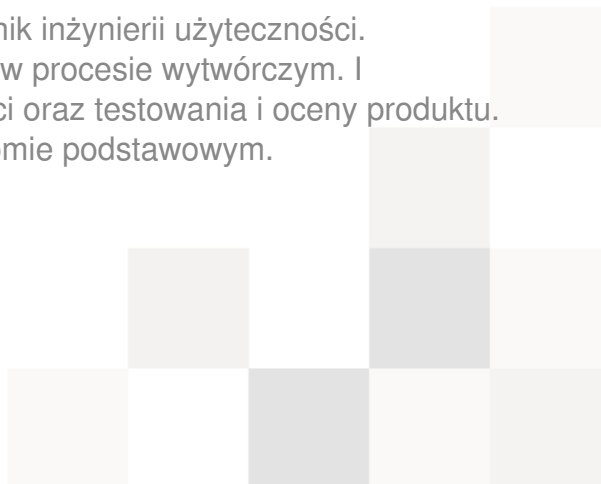 nik inżynierii użyteczności.
w procesie wytwórczym. I
ci oraz testowania i oceny produktu.
omie podstawowym.